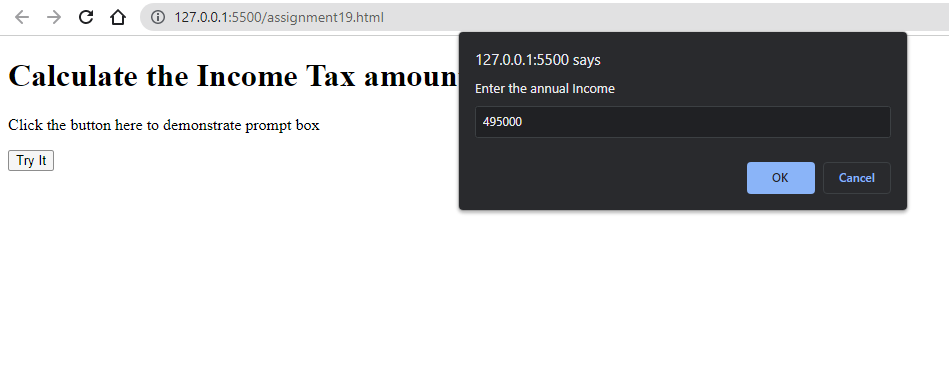 127.0.0.1:5500/assignment19.html
Calculate the Income Tax amoun
Click the button here to demonstrate prompt box
Try It
127.0.0.1:5500 says
Enter the annual Income
495000
OK Cancel